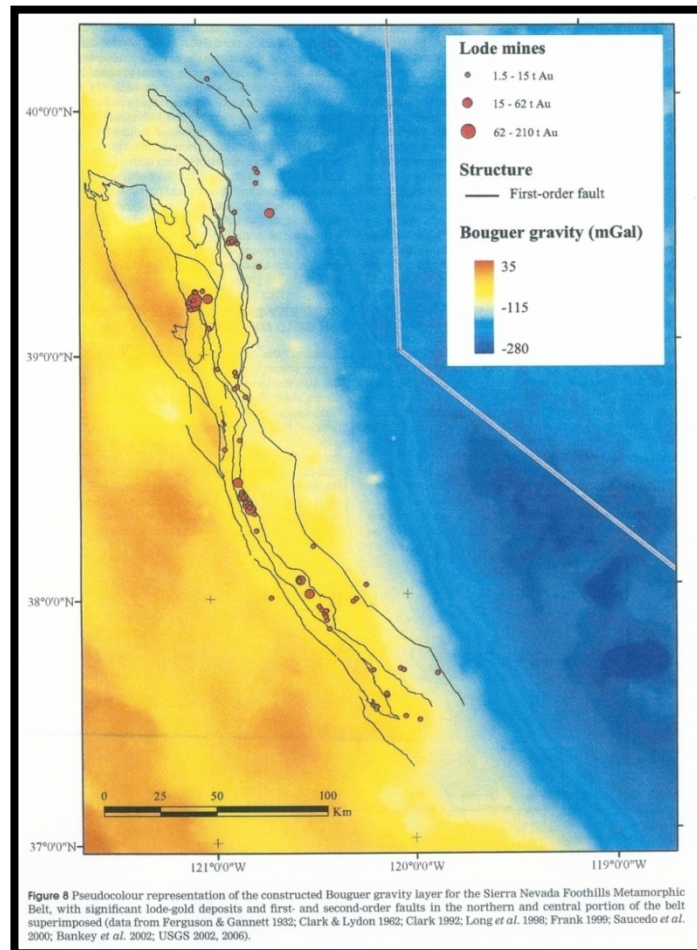 Lode mines
1.5 - 15 t Au
15 - 62 t Au
62 - 210 t Au
Structure
First-order fault
Bouguer gravity (mGal)
35
-115
-280
40°0'0"N
39°0'0"N
38°0'0"N
37°0'0"N
0 25 50 100
Km
121°0'0"W 120°0'0"W 119°0'0"W
Figure 8 Pseudocolour representation of the constructed Bouguer gravity layer for the Sierra Nevada Foothills Metamorphic
Belt, with significant lode-gold deposits and first- and second-order faults in the northern and central portion of the belt
superimposed (data from Ferguson & Gannett 1932; Clark & Lydon 1962; Clark 1992; Long et al. 1998; Frank 1999; Saucedo et al.
2000; Bankey et al. 2002; USGS 2002, 2006).